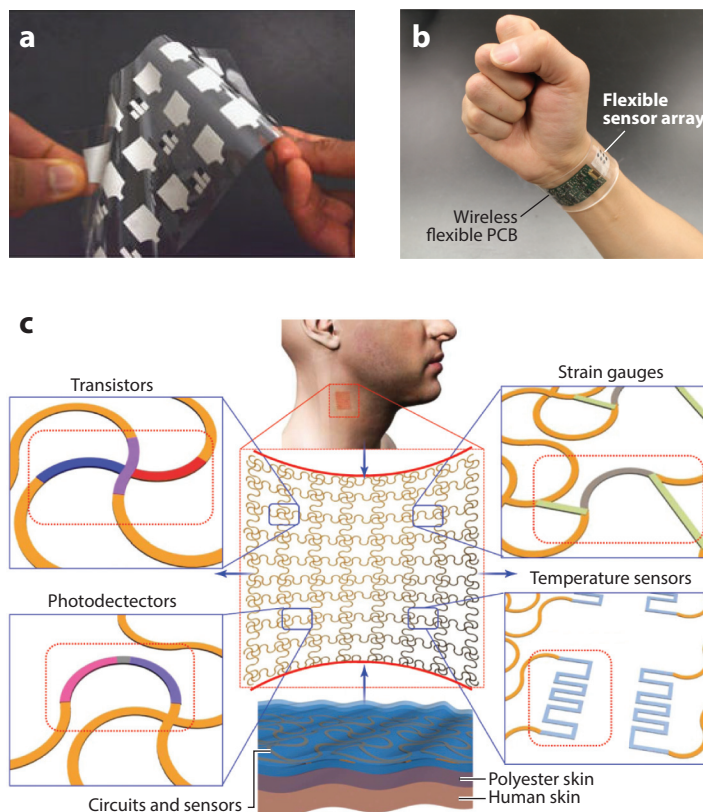 a
b
Flexible
sensor array
Wireless
flexible PCB
c
Transistors
Strain gauges
Photodectectors
Temperature sensors
Circuits and sensors
Polyester skin
Human skin